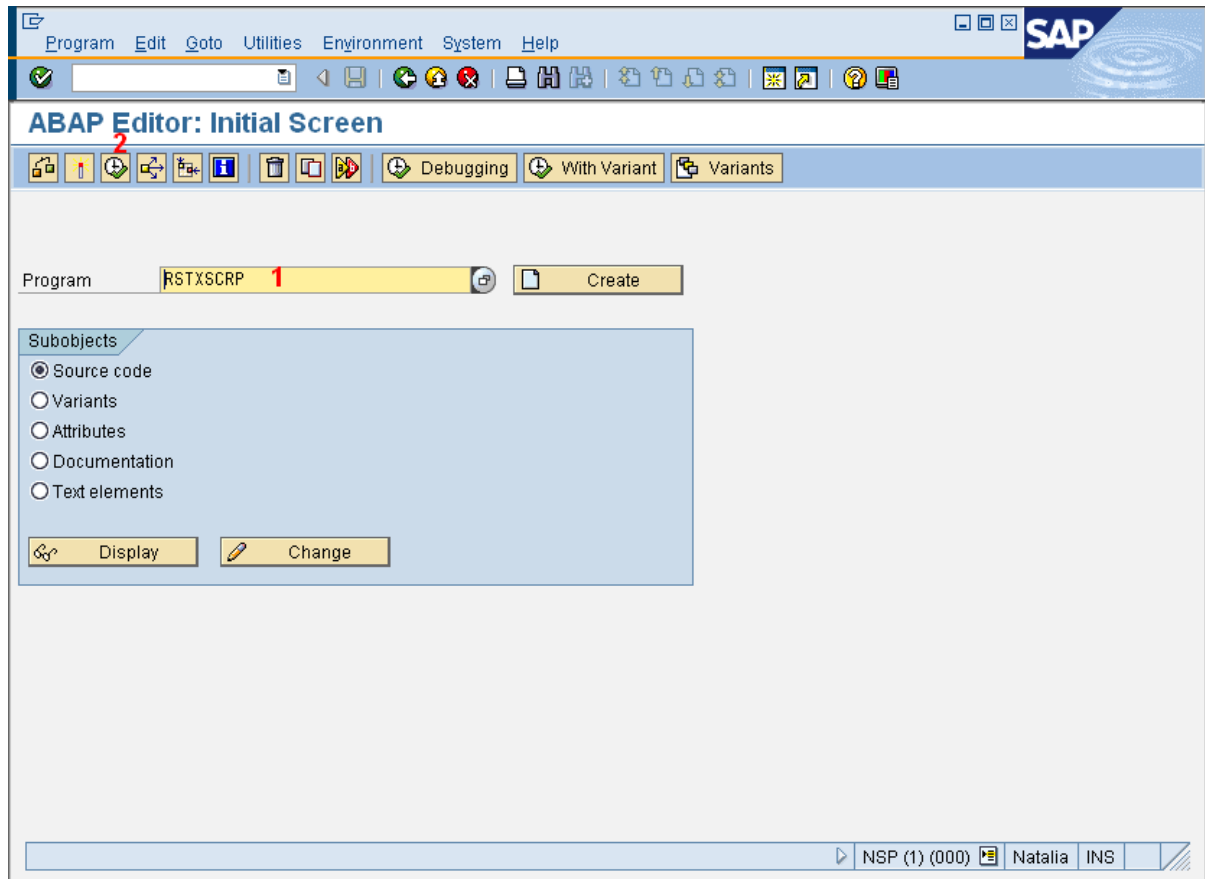 Program Edit Goto Utilities Environment System Help
SAP
ABAP Editor: Initial Screen
2
Debugging With Variant Variants
Program RSTXSCRP 1 Create
Subobjects
Source code
Variants
Attributes
Documentation
Text elements
Display Change
NSP (1) (000) Natalia INS